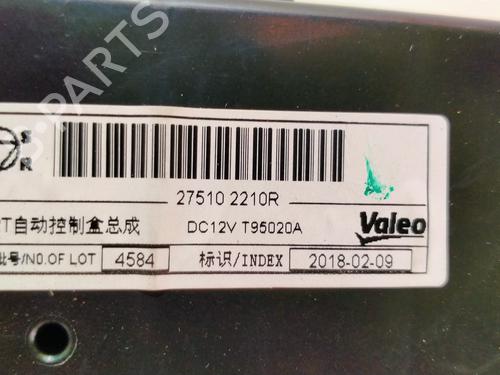 S
R
27510 2210R
T自动控制盒总成 DC12V T95020A Valeo
批号/NO.OF LOT 4584 标识/INDEX 2018-02-09
B-PARTS